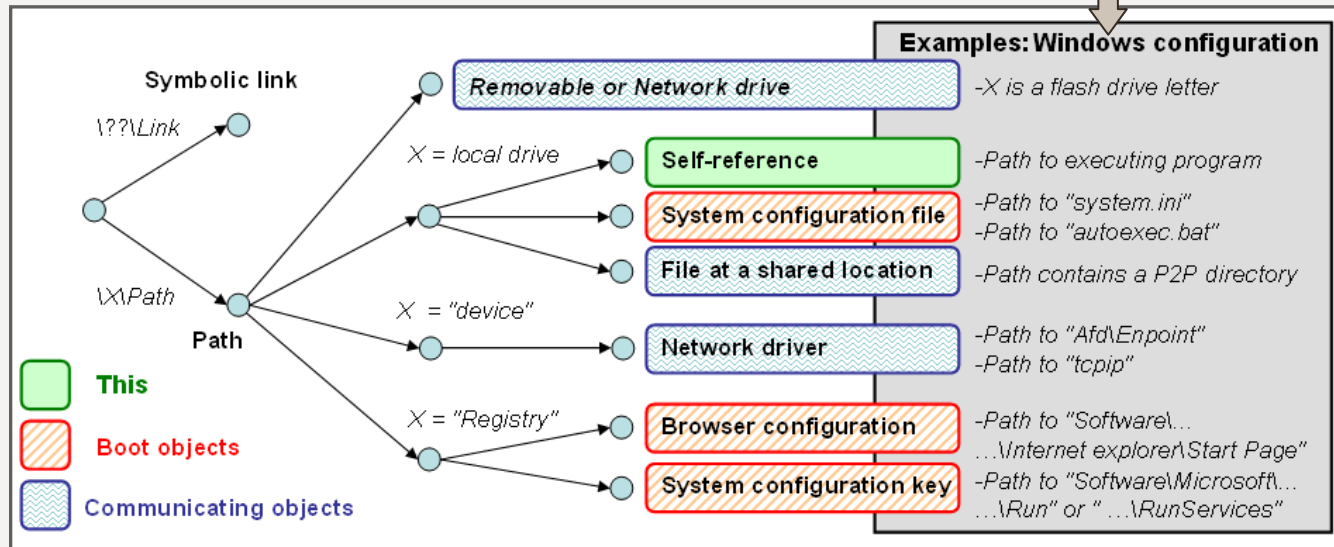 Examples: Windows configuration
Symbolic link
\??\Link
Removable or Network drive
-X is a flash drive letter
X = local drive
Self-reference
-Path to executing program
System configuration file
-Path to "system.ini"
-Path to "autoexec.bat"
File at a shared location
-Path contains a P2P directory
\X\Path
Path
X = "device"
Network driver
-Path to "Afd\Enpoint"
-Path to "tcpip"
X = "Registry"
Browser configuration
-Path to "Software\...
...\Internet explorer\Start Page"
System configuration key
-Path to "Software\Microsoft\...
...\Run" or " ...\RunServices"
This
Boot objects
Communicating objects